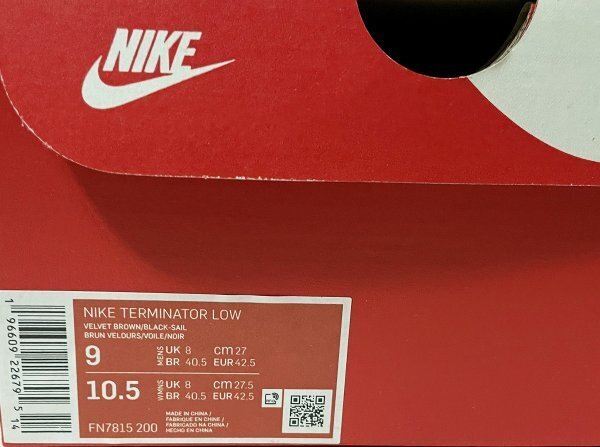 NIKE
NIKE TERMINATOR LOW
VELVET BROWN/BLACK-SAIL
BRUN VELOURS/VOILE/NOIR
9 MENS UK 8 CM 27
BR 40.5 EUR 42.5
10.5 WMNS UK 8 CM 27.5
BR 40.5 EUR 42.5
FN7815 200
MADE IN CHINA /
FABRIQUE EN CHINE /
FABRICADO EN CHINA /
HECHO EN CHINA
1 96609 22679 5 14